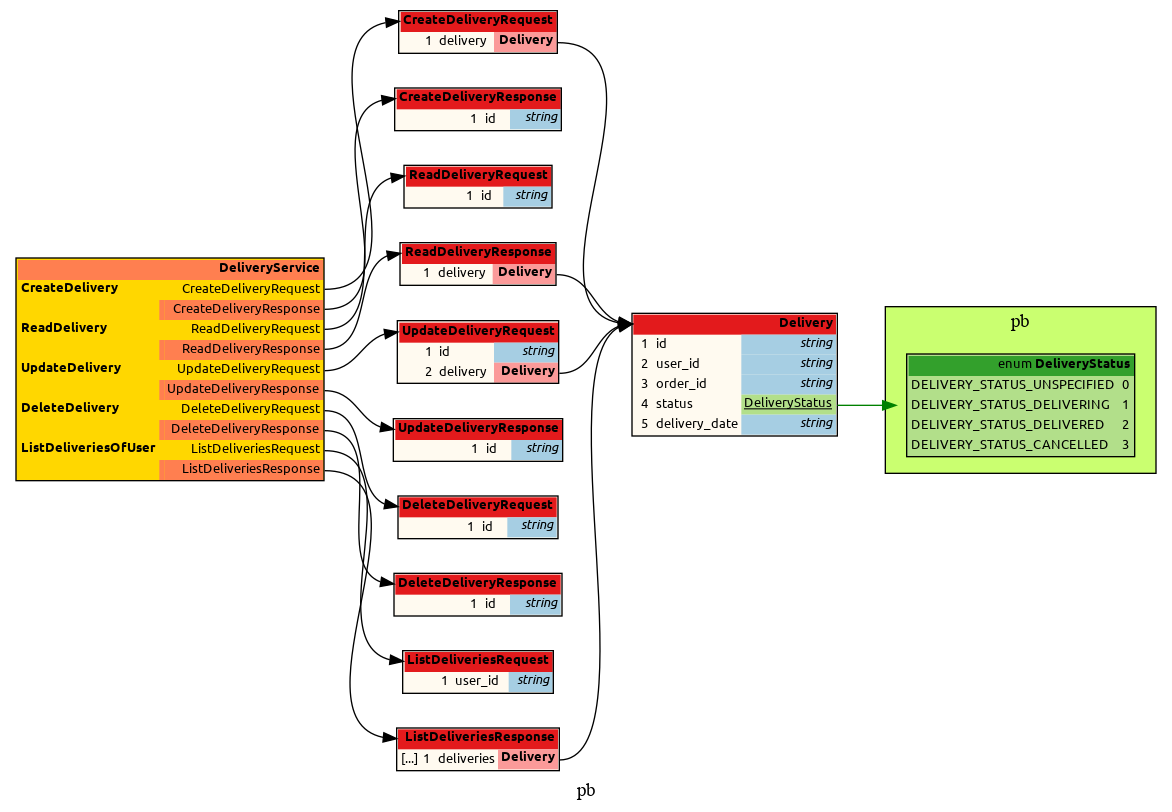 CreateDeliveryRequest
1 delivery Delivery
CreateDeliveryResponse
1 id string
ReadDeliveryRequest
1 id string
ReadDeliveryResponse
1 delivery Delivery
UpdateDeliveryRequest
1 id string
2 delivery Delivery
UpdateDeliveryResponse
1 id string
DeleteDeliveryRequest
1 id string
DeleteDeliveryResponse
1 id string
ListDeliveriesRequest
1 user_id string
ListDeliveriesResponse
[...] 1 deliveries Delivery
DeliveryService
CreateDelivery CreateDeliveryRequest
CreateDeliveryResponse
ReadDelivery ReadDeliveryRequest
ReadDeliveryResponse
UpdateDelivery UpdateDeliveryRequest
UpdateDeliveryResponse
DeleteDelivery DeleteDeliveryRequest
DeleteDeliveryResponse
ListDeliveriesOfUser ListDeliveriesRequest
ListDeliveriesResponse
Delivery
1 id string
2 user_id string
3 order_id string
4 status DeliveryStatus
5 delivery_date string
pb
enum DeliveryStatus
DELIVERY_STATUS_UNSPECIFIED 0
DELIVERY_STATUS_DELIVERING 1
DELIVERY_STATUS_DELIVERED 2
DELIVERY_STATUS_CANCELLED 3
pb